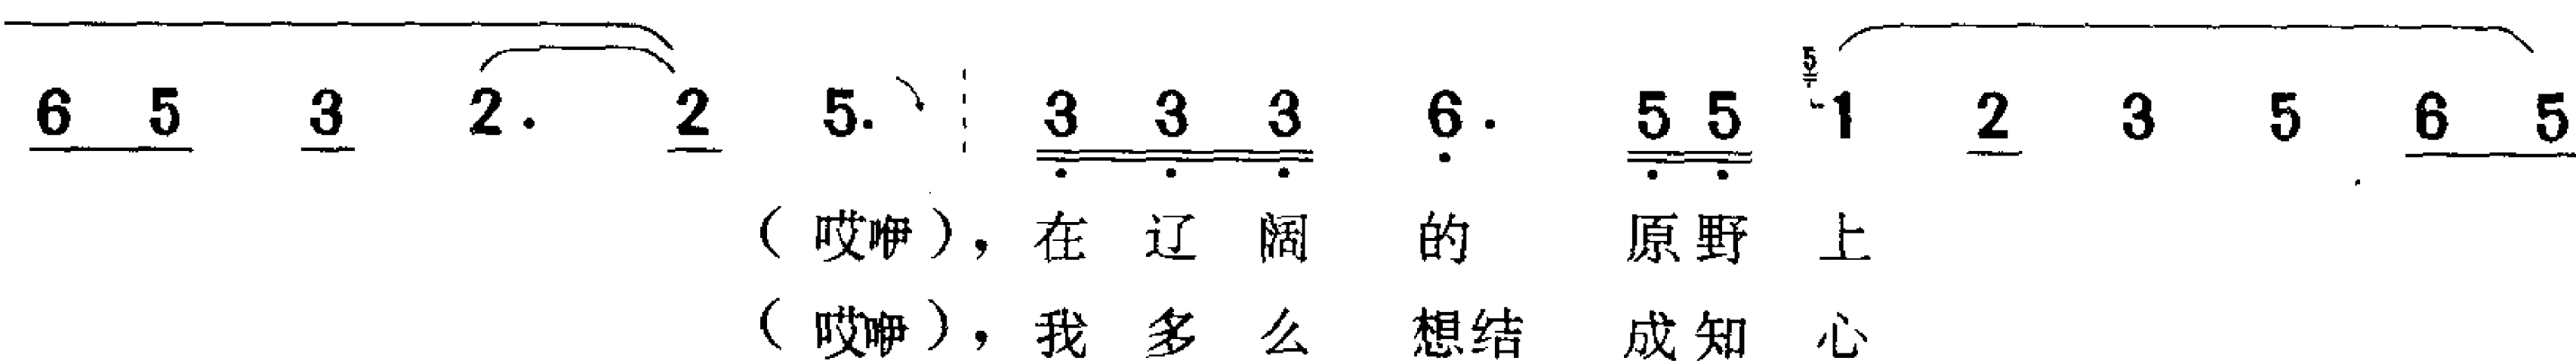 6 5 3 2. 2 5. 3 3 3 6. 5 5 5 1 2 3 5 6 5
（哎咿），在辽阔的 原野 上
（哎咿），我多么想结成知心